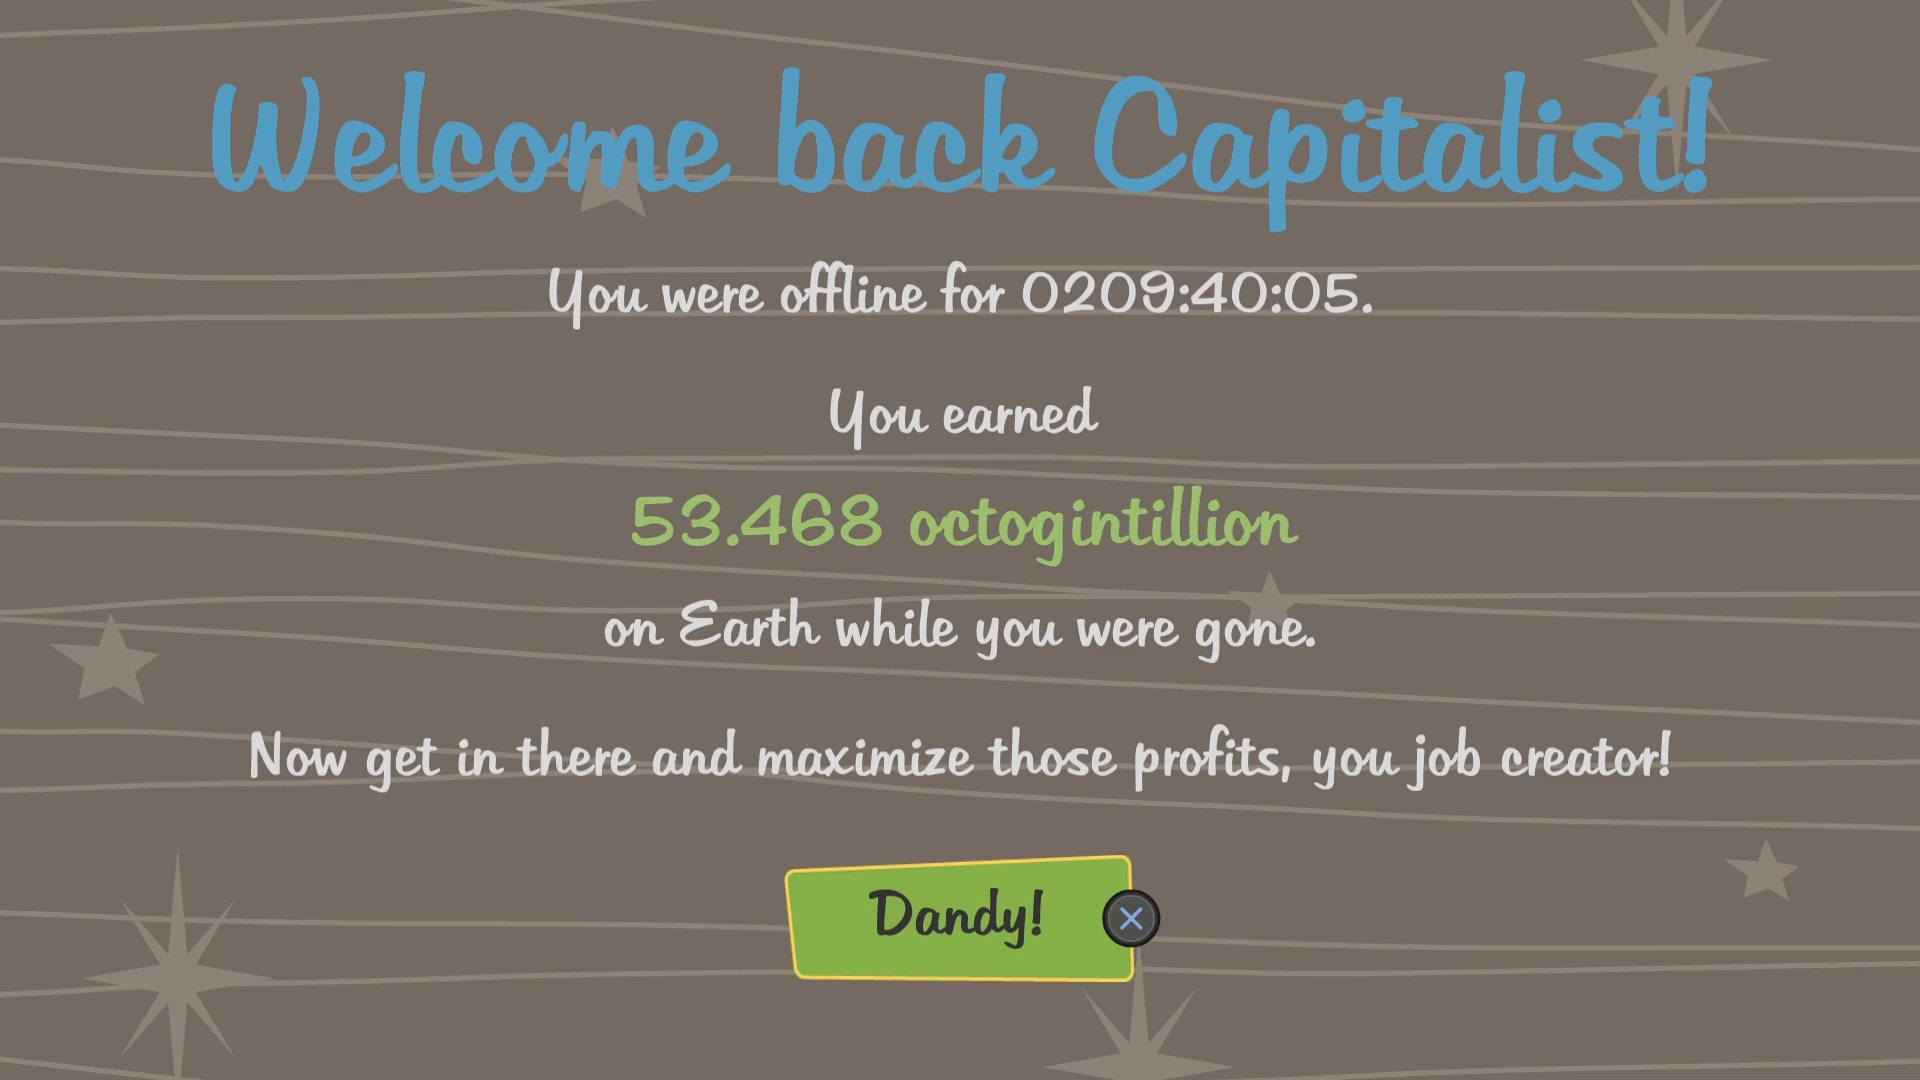 Welcome back Capitalist!
You were offline for 0209:40:05.
You earned
53.468 octogintillion
on Earth while you were gone.
Now get in there and maximize those profits, you job creator!
Dandy!